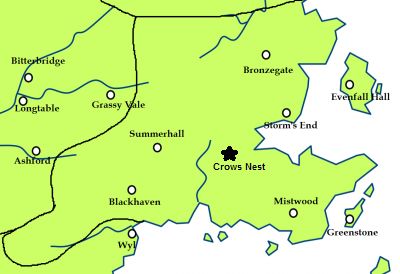 Bitterbridge
Bronzegate
Longtable
Grassy Vale
Evenfall Hall
Storm's End
Summerhall
Ashford
Crows Nest
Blackhaven
Mistwood
Greenstone
Wyl